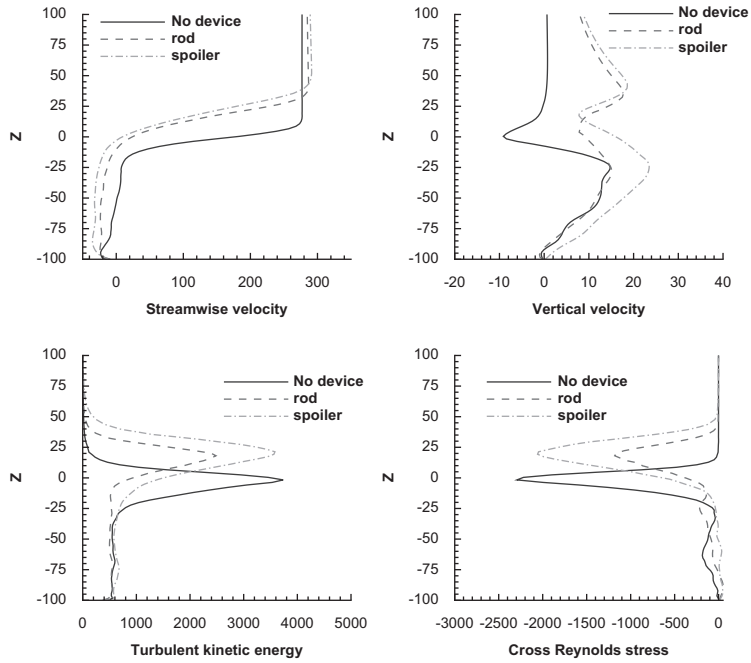 100
75
50
25
0
-25
-50
-75
-100
Z
No device
rod
spoiler
0 100 200 300
Streamwise velocity
100
75
50
25
0
-25
-50
-75
-100
Z
No device
rod
spoiler
-20 -10 0 10 20 30 40
Vertical velocity
100
75
50
25
0
-25
-50
-75
-100
Z
No device
rod
spoiler
0 1000 2000 3000 4000 5000
Turbulent kinetic energy
100
75
50
25
0
-25
-50
-75
-100
Z
No device
rod
spoiler
-3000 -2500 -2000 -1500 -1000 -500 0
Cross Reynolds stress